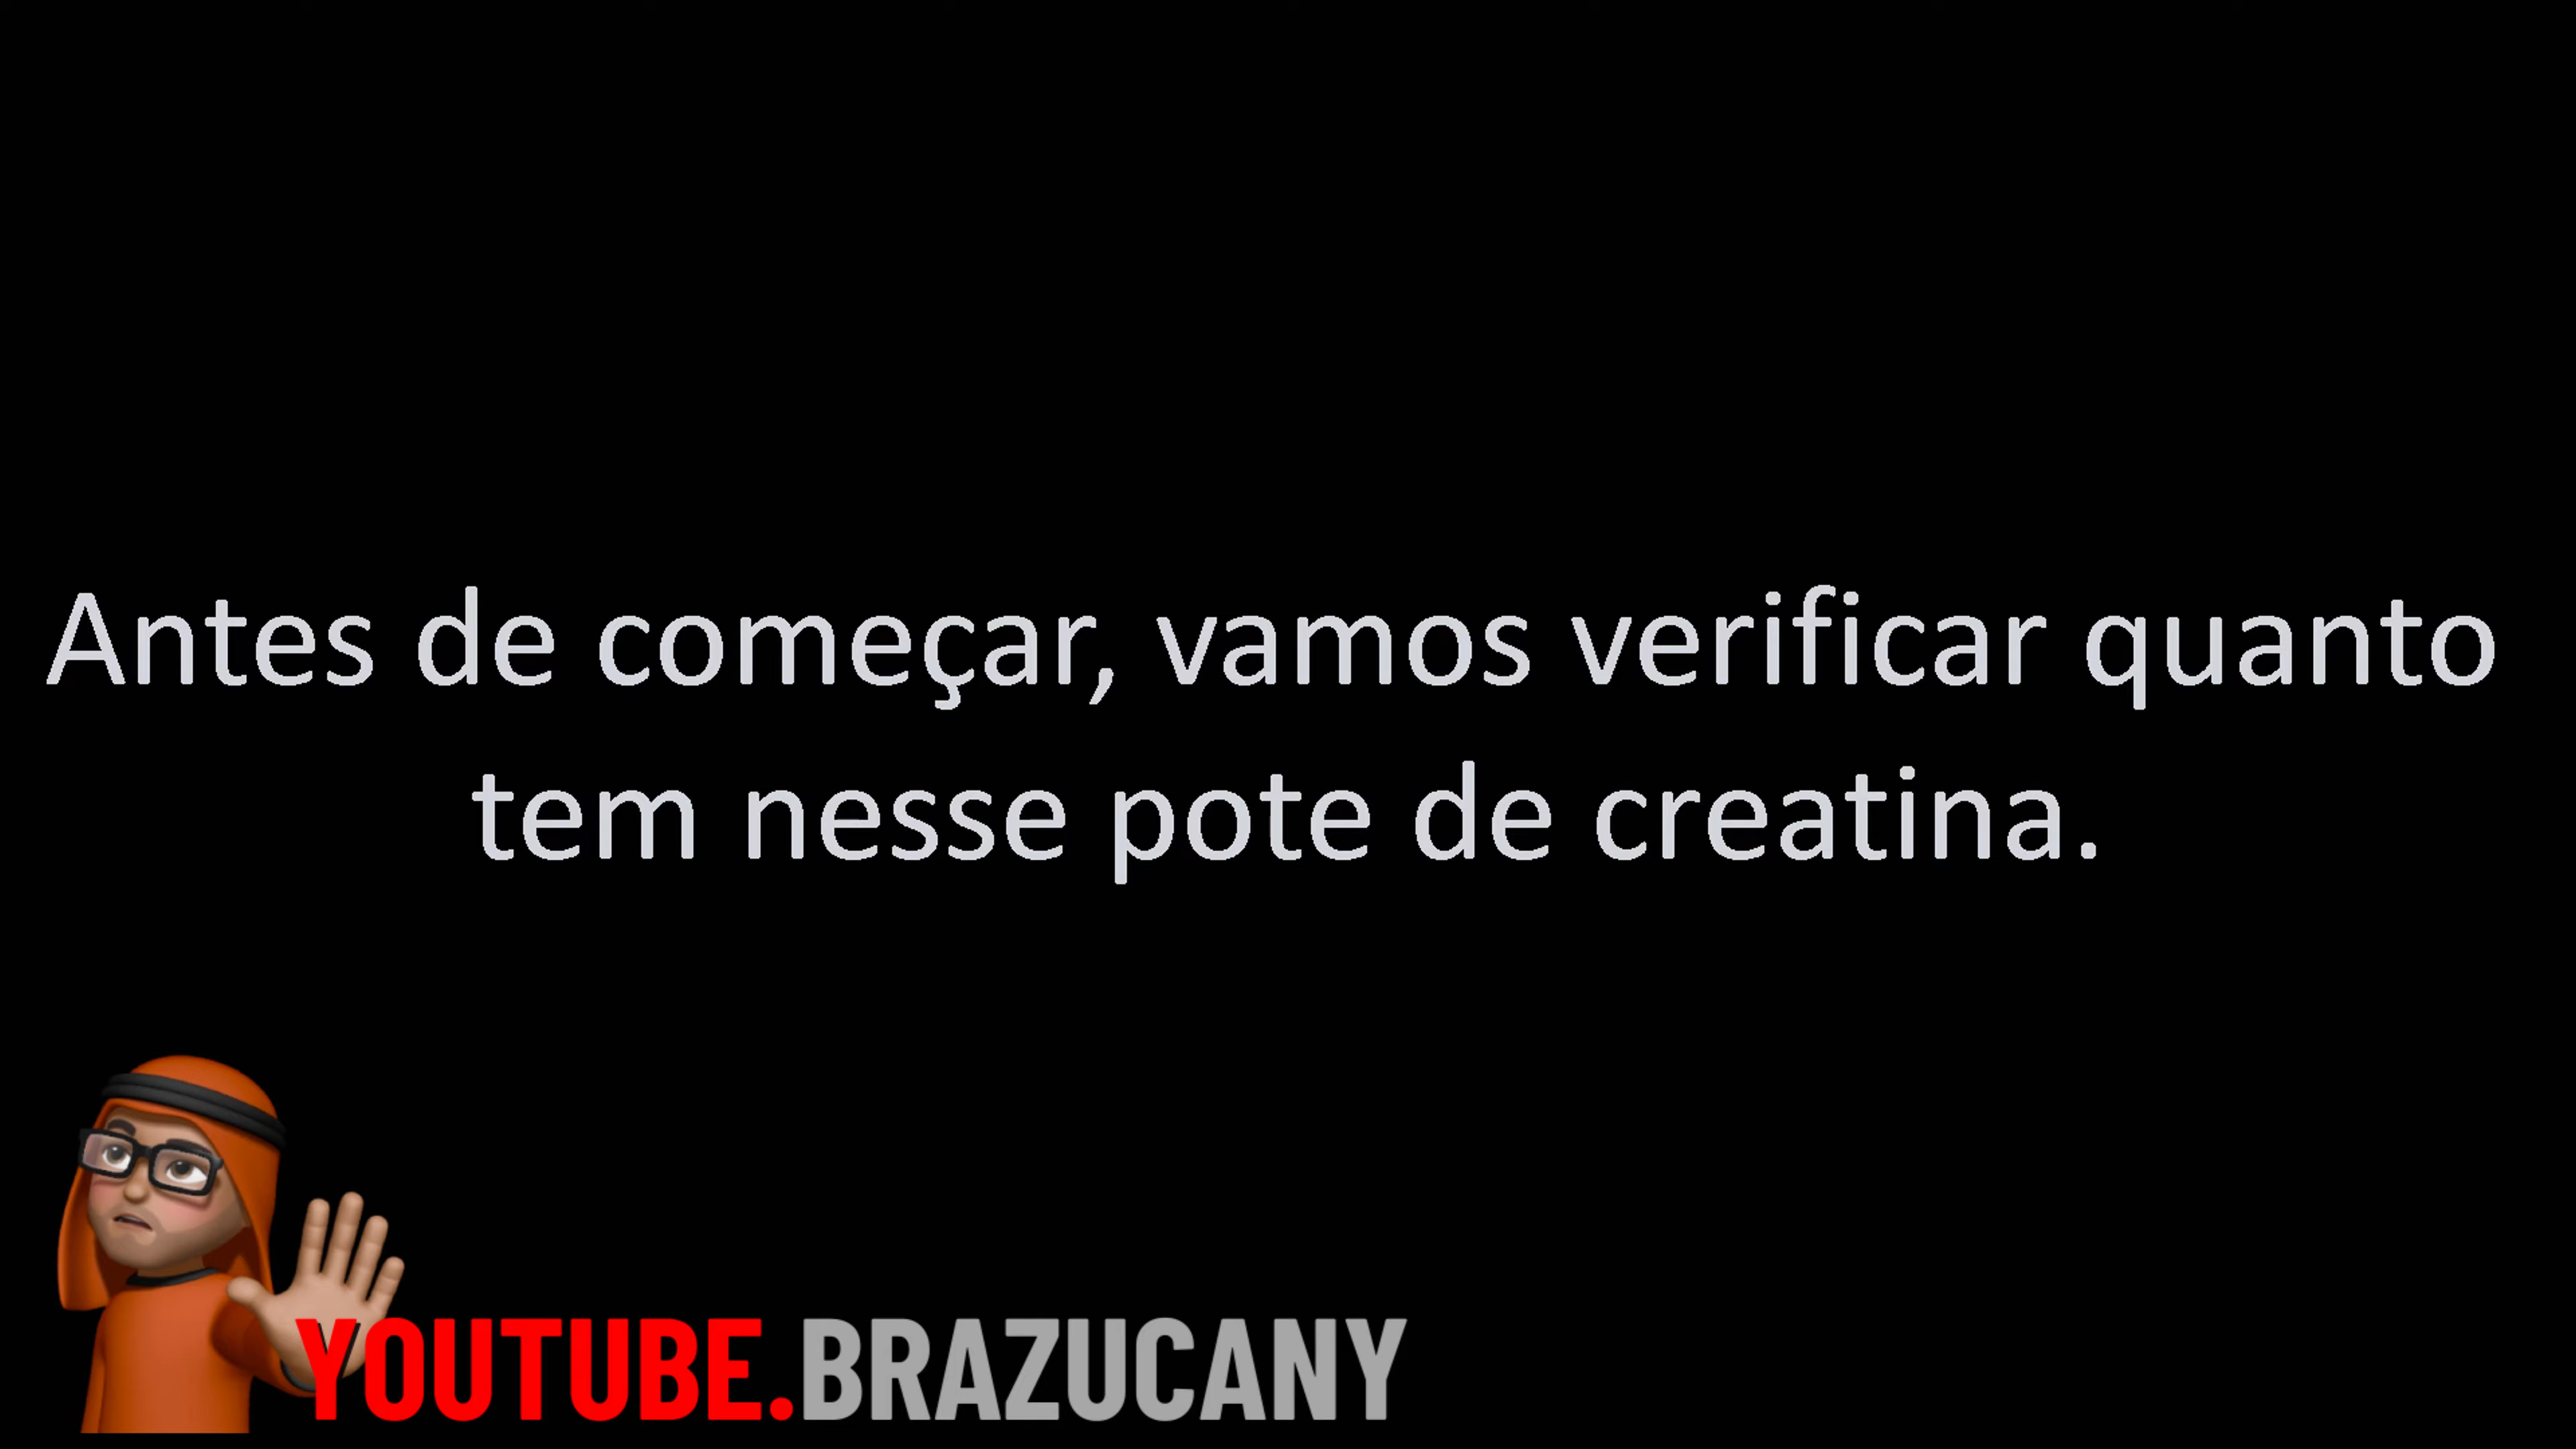 Antes de começar, vamos verificar quanto
tem nesse pote de creatina.
YOUTUBE.BRAZUCANY